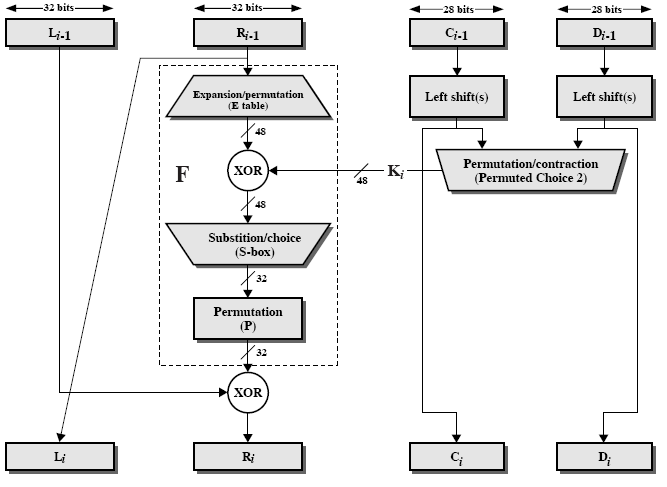 32 bits
32 bits
28 bits
28 bits
Li-1
Ri-1
Ci-1
Di-1
Expansion/permutation
(E table)
Left shift(s)
Left shift(s)
48
F
XOR
48
Ki
Permutation/contraction
(Permuted Choice 2)
48
Substition/choice
(S-box)
32
Permutation
(P)
32
XOR
Li
Ri
Ci
Di